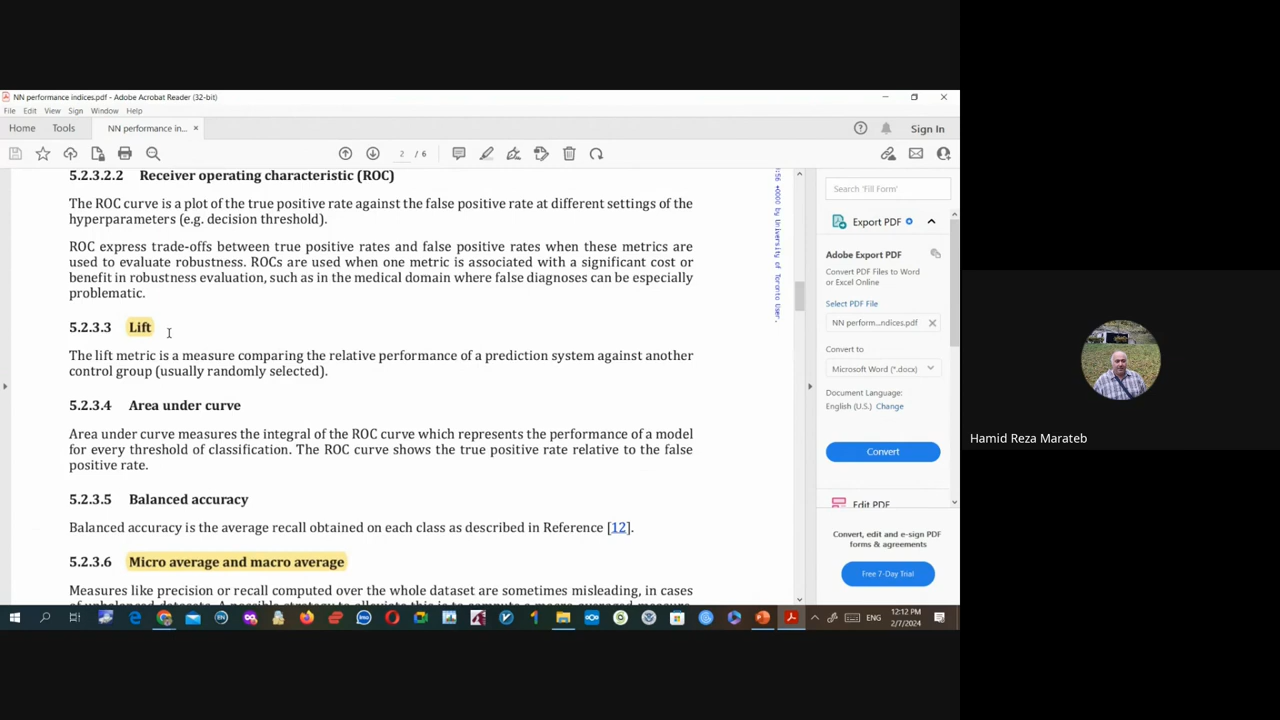 NN performance indices.pdf - Adobe Acrobat Reader (32-bit)
File Edit View Sign Window Help
Home Tools NN performance in... × Sign In
2 / 6
5.2.3.2.2 Receiver operating characteristic (ROC)
The ROC curve is a plot of the true positive rate against the false positive rate at different settings of the
hyperparameters (e.g. decision threshold).
ROC express trade-offs between true positive rates and false positive rates when these metrics are
used to evaluate robustness. ROCs are used when one metric is associated with a significant cost or
benefit in robustness evaluation, such as in the medical domain where false diagnoses can be especially
problematic.
5.2.3.3 Lift
The lift metric is a measure comparing the relative performance of a prediction system against another
control group (usually randomly selected).
5.2.3.4 Area under curve
Area under curve measures the integral of the ROC curve which represents the performance of a model
for every threshold of classification. The ROC curve shows the true positive rate relative to the false
positive rate.
5.2.3.5 Balanced accuracy
Balanced accuracy is the average recall obtained on each class as described in Reference [12].
5.2.3.6 Micro average and macro average
Measures like precision or recall computed over the whole dataset are sometimes misleading, in cases
:56 +0000 by University of Toronto User.
Search 'Fill Form'
Export PDF
Adobe Export PDF
Convert PDF Files to Word
or Excel Online
Select PDF File
NN perform...ndices.pdf
Convert to
Microsoft Word (*.docx)
Document Language:
English (U.S.) Change
Convert
Edit PDF
Convert, edit and e-sign PDF
forms & agreements
Free 7-Day Trial
ENG
12:12 PM
2/7/2024
Hamid Reza Marateb